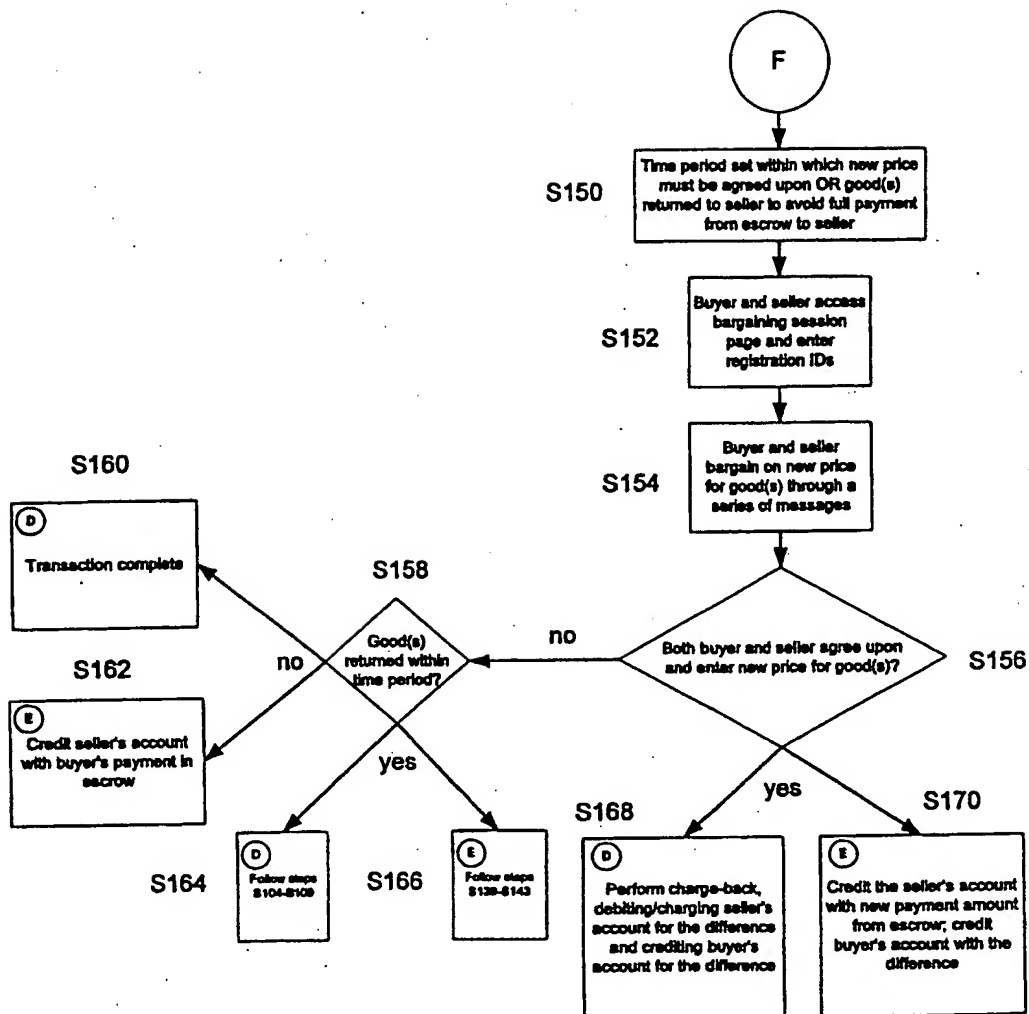 F
S150
Time period set within which new price
must be agreed upon OR good(s)
returned to seller to avoid full payment
from escrow to seller
S152
Buyer and seller access
bargaining session
page and enter
registration IDs
S154
Buyer and seller
bargain on new price
for good(s) through a
series of messages
S160
D
Transaction complete
S158
Good(s)
returned within
time period?
no
no
Both buyer and seller agree upon
and enter new price for good(s)?
S156
S162
E
Credit seller's account
with buyer's payment in
escrow
yes
yes
S164
D
Follow steps
S104-S109
S166
E
Follow steps
S139-S143
S168
D
Perform charge-back,
debiting/charging seller's
account for the difference
and crediting buyer's
account for the difference
S170
E
Credit the seller's account
with new payment amount
from escrow; credit
buyer's account with the
difference